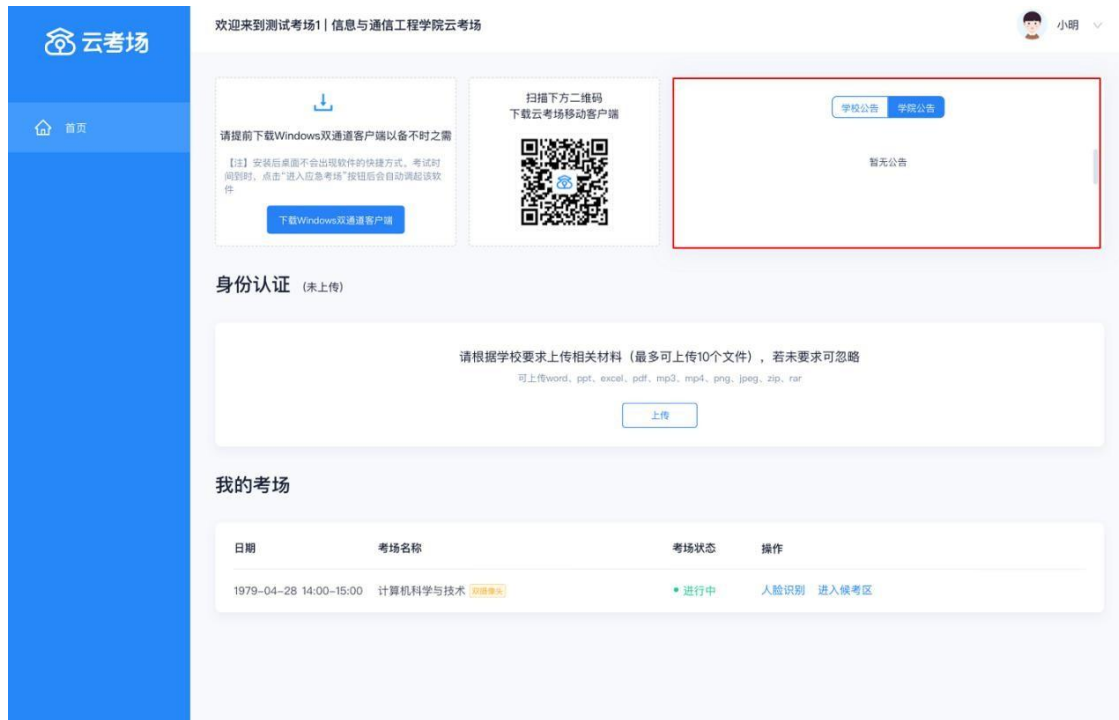 云考场
首页
欢迎来到测试考场1 | 信息与通信工程学院云考场
小明
请提前下载Windows双通道客户端以备不时之需
【注】安装后桌面不会出现软件的快捷方式，考试时
间到时，点击“进入应急考场”按钮后会自动调起该软
件
下载Windows双通道客户端
扫描下方二维码
下载云考场移动客户端
学校公告 学院公告
暂无公告
身份认证 (未上传)
请根据学校要求上传相关材料（最多可上传10个文件），若未要求可忽略
可上传word、ppt、excel、pdf、mp3、mp4、png、jpeg、zip、rar
上传
我的考场
日期 考场名称 考场状态 操作
1979-04-28 14:00-15:00 计算机科学与技术 双摄像头 进行中 人脸识别 进入候考区